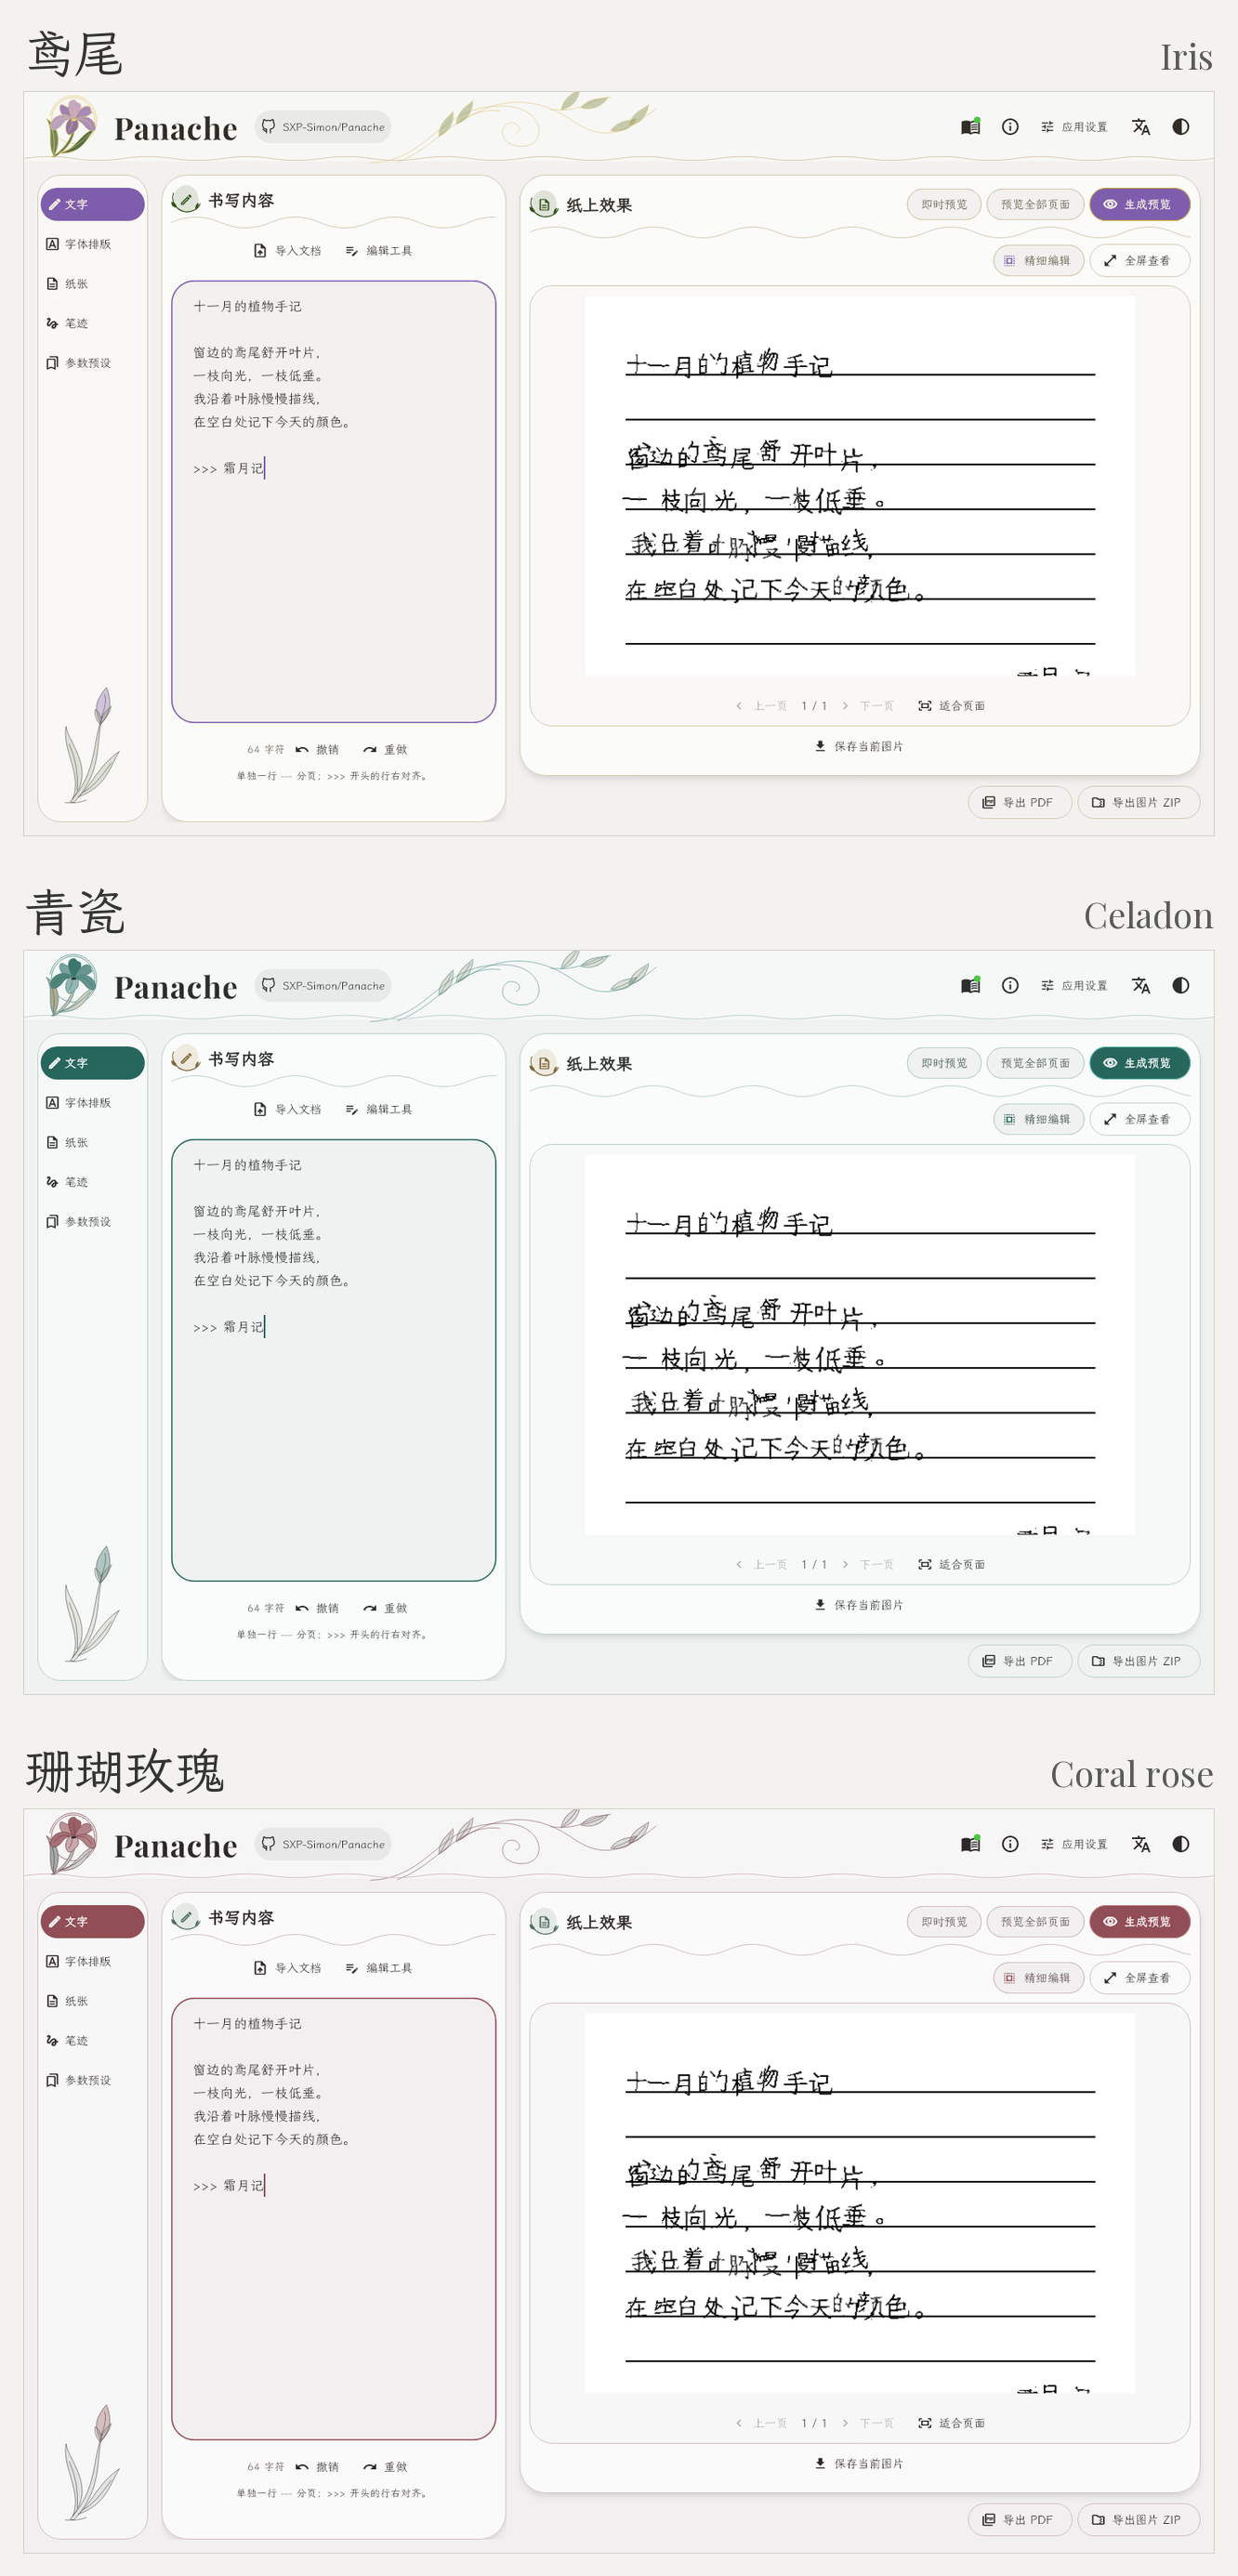 鸢尾
Iris
Panache
SXP-Simon/Panache
应用设置
文字
字体排版
纸张
笔迹
参数预设
书写内容
导入文档 编辑工具
十一月的植物手记
窗边的鸢尾舒开叶片，
一枝向光，一枝低垂。
我沿着叶脉慢慢描线，
在空白处记下今天的颜色。
>>> 霜月记
64 字符 撤销 重做
单独一行 --- 分页；>>> 开头的行右对齐。
纸上效果
即时预览 预览全部页面 生成预览
精细编辑 全屏查看
十一月的植物手记
窗边的鸢尾舒开叶片，
一枝向光，一枝低垂。
我沿着叶脉慢慢描线，
在空白处记下今天的颜色。
上一页 1 / 1 下一页 适合页面
保存当前图片
导出 PDF 导出图片 ZIP
青瓷
Celadon
Panache
SXP-Simon/Panache
应用设置
文字
字体排版
纸张
笔迹
参数预设
书写内容
导入文档 编辑工具
十一月的植物手记
窗边的鸢尾舒开叶片，
一枝向光，一枝低垂。
我沿着叶脉慢慢描线，
在空白处记下今天的颜色。
>>> 霜月记
64 字符 撤销 重做
单独一行 --- 分页；>>> 开头的行右对齐。
纸上效果
即时预览 预览全部页面 生成预览
精细编辑 全屏查看
十一月的植物手记
窗边的鸢尾舒开叶片，
一枝向光，一枝低垂。
我沿着叶脉慢慢描线，
在空白处记下今天的颜色。
上一页 1 / 1 下一页 适合页面
保存当前图片
导出 PDF 导出图片 ZIP
珊瑚玫瑰
Coral rose
Panache
SXP-Simon/Panache
应用设置
文字
字体排版
纸张
笔迹
参数预设
书写内容
导入文档 编辑工具
十一月的植物手记
窗边的鸢尾舒开叶片，
一枝向光，一枝低垂。
我沿着叶脉慢慢描线，
在空白处记下今天的颜色。
>>> 霜月记
64 字符 撤销 重做
单独一行 --- 分页；>>> 开头的行右对齐。
纸上效果
即时预览 预览全部页面 生成预览
精细编辑 全屏查看
十一月的植物手记
窗边的鸢尾舒开叶片，
一枝向光，一枝低垂。
我沿着叶脉慢慢描线，
在空白处记下今天的颜色。
上一页 1 / 1 下一页 适合页面
保存当前图片
导出 PDF 导出图片 ZIP